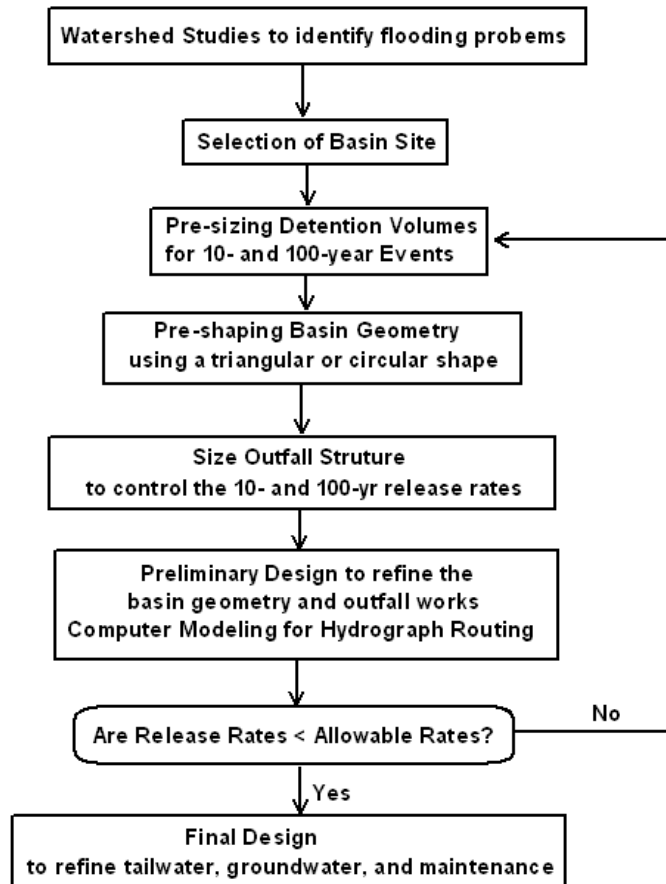 Watershed Studies to identify flooding probems
Selection of Basin Site
Pre-sizing Detention Volumes
for 10- and 100-year Events
Pre-shaping Basin Geometry
using a triangular or circular shape
Size Outfall Struture
to control the 10- and 100-yr release rates
Preliminary Design to refine the
basin geometry and outfall works
Computer Modeling for Hydrograph Routing
Are Release Rates < Allowable Rates?
No
Yes
Final Design
to refine tailwater, groundwater, and maintenance